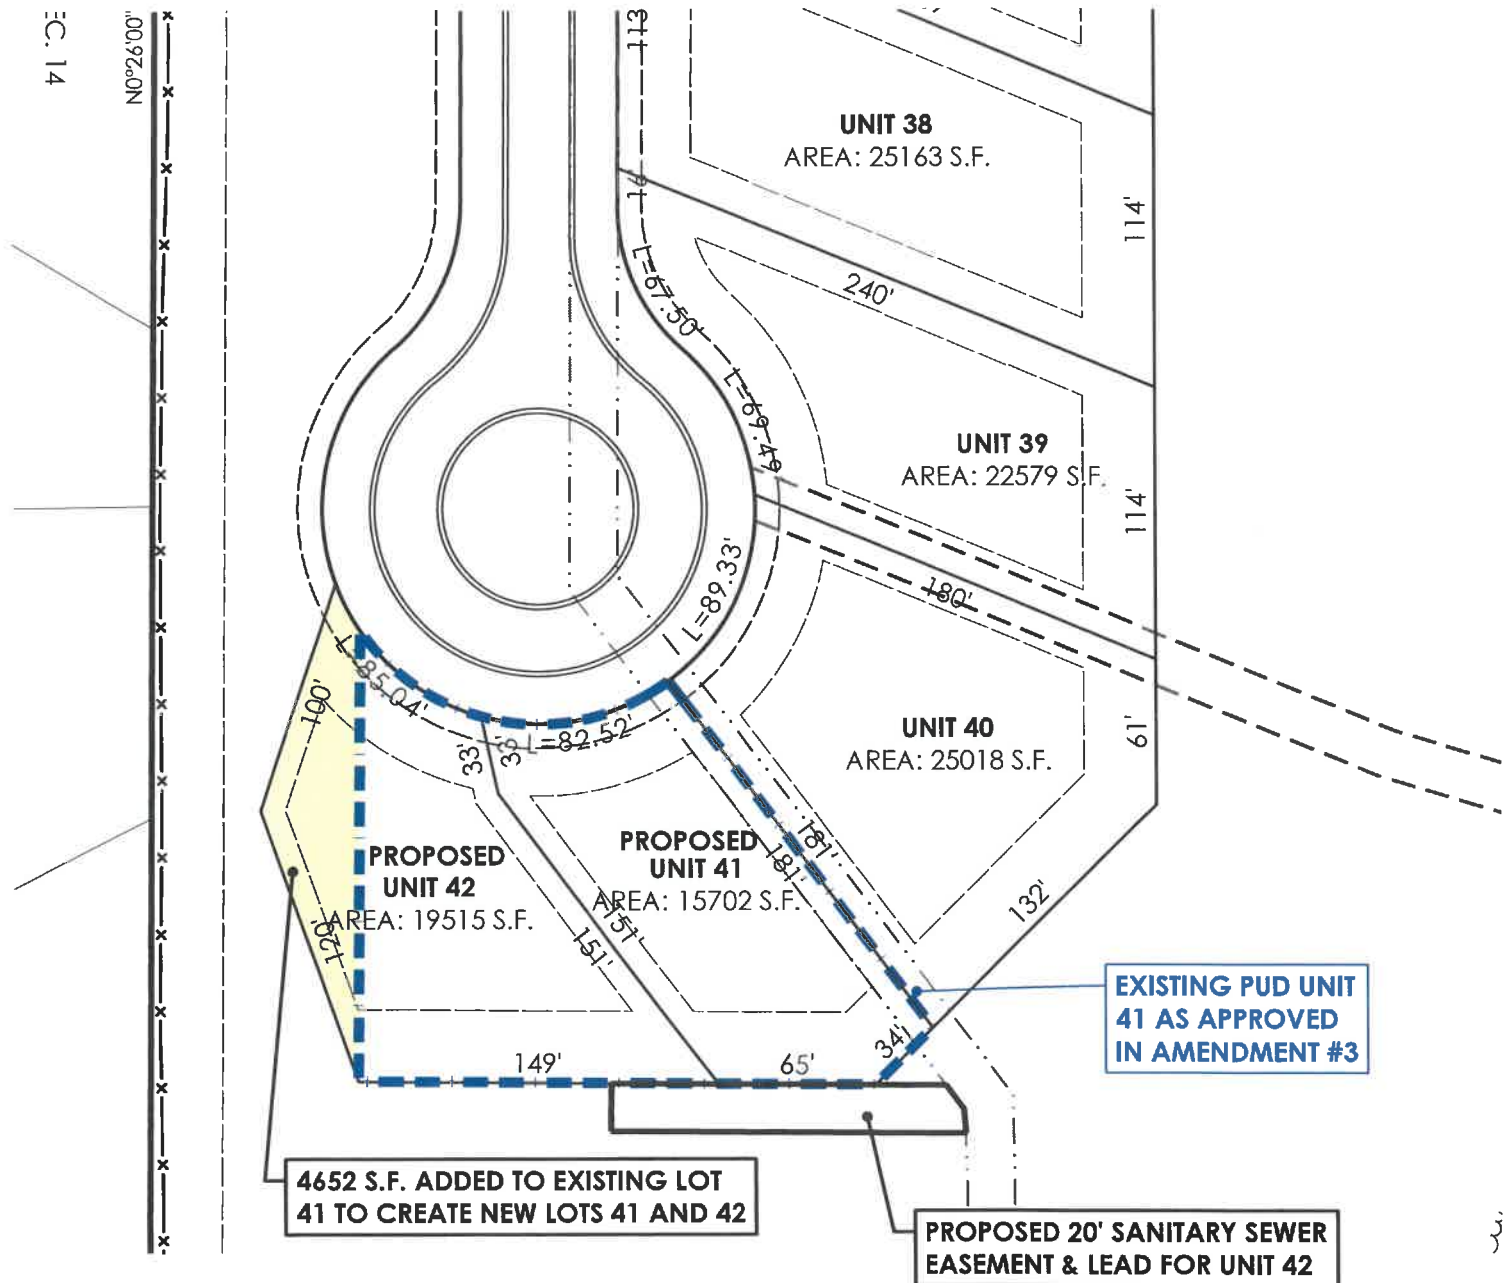 EC. 14
N0°26'00"
113
UNIT 38
AREA: 25163 S.F.
17'
114'
L=67.50'
240'
L=69.49
UNIT 39
AREA: 22579 S.F.
114'
L=89.33'
180'
L=85.04'
100'
L=82.52'
33'
33'
UNIT 40
AREA: 25018 S.F.
61'
PROPOSED
UNIT 42
AREA: 19515 S.F.
PROPOSED
UNIT 41
AREA: 15702 S.F.
181'
181'
120'
151'
151'
132'
EXISTING PUD UNIT
41 AS APPROVED
IN AMENDMENT #3
34'
149'
65'
4652 S.F. ADDED TO EXISTING LOT
41 TO CREATE NEW LOTS 41 AND 42
PROPOSED 20' SANITARY SEWER
EASEMENT & LEAD FOR UNIT 42